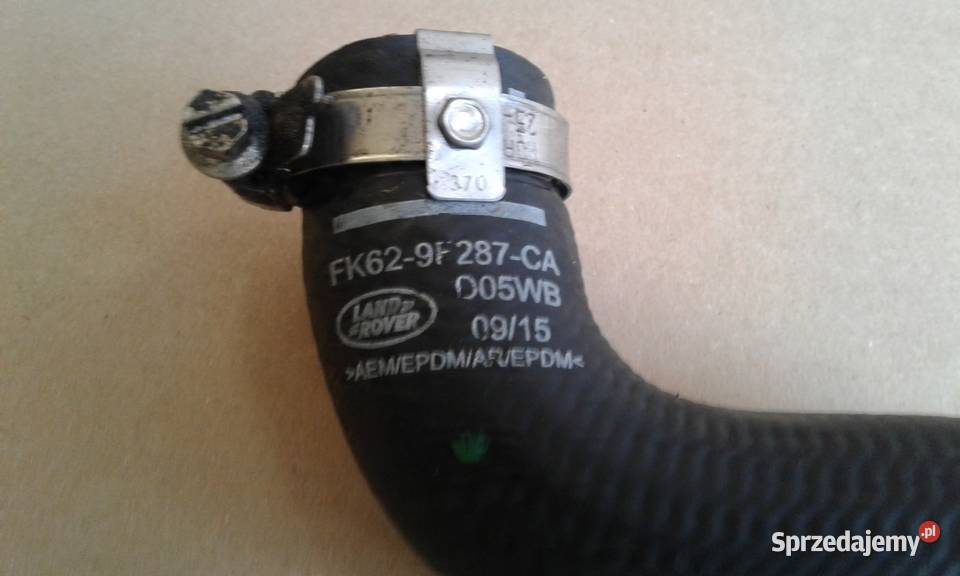 370
FK62-9F287-CA
D05WB
LAND ROVER
09/15
>AEM/EPDM/AR/EPDM<
Sprzedajemy.pl